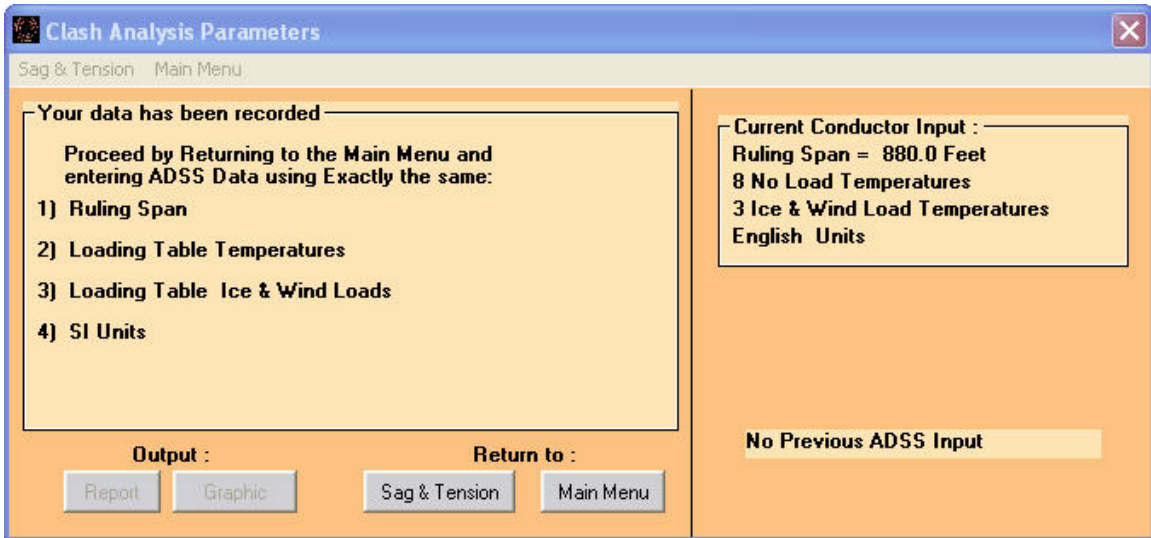 Clash Analysis Parameters
Sag & Tension Main Menu
Your data has been recorded
Proceed by Returning to the Main Menu and
entering ADSS Data using Exactly the same:
1) Ruling Span
2) Loading Table Temperatures
3) Loading Table Ice & Wind Loads
4) SI Units
Output :
Report Graphic
Return to :
Sag & Tension Main Menu
Current Conductor Input :
Ruling Span = 880.0 Feet
8 No Load Temperatures
3 Ice & Wind Load Temperatures
English Units
No Previous ADSS Input